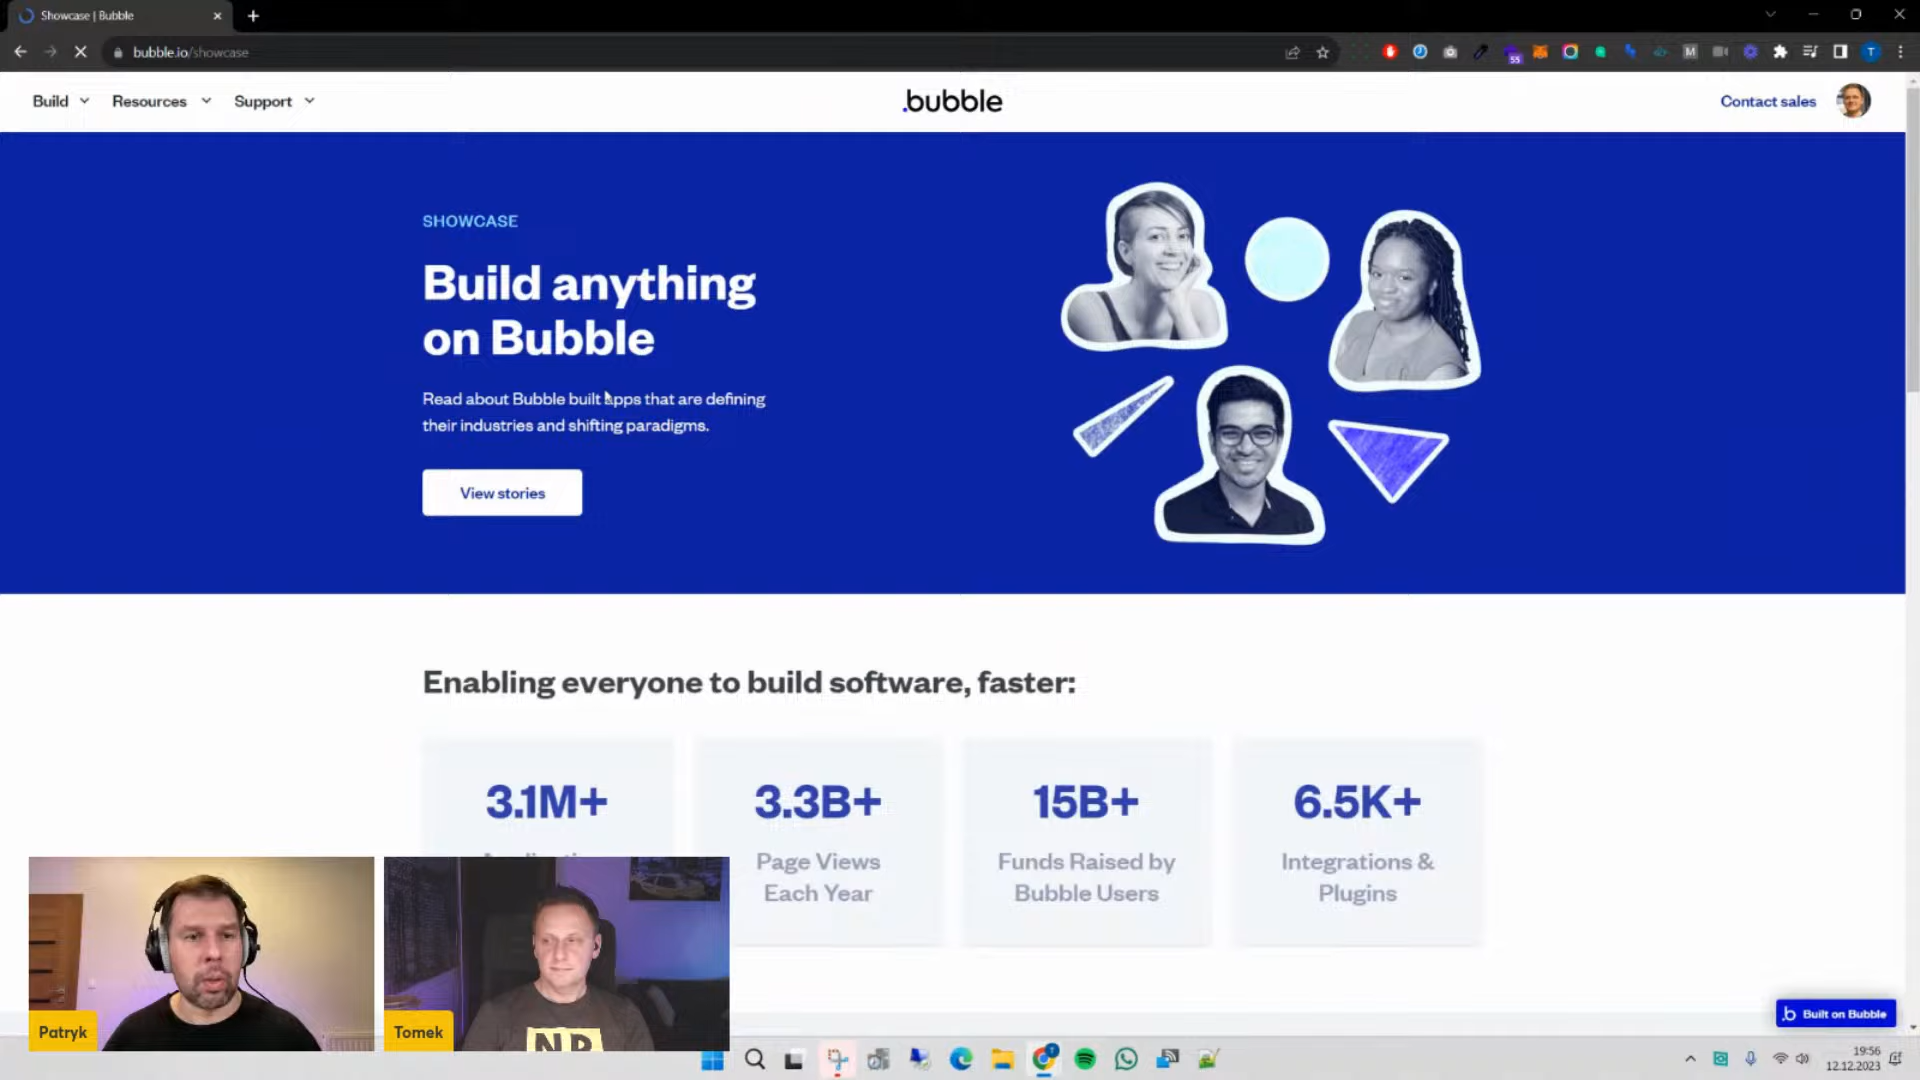 Showcase | Bubble
bubble.io/showcase
55
M
T
Build
Resources
Support
.bubble
Contact sales
SHOWCASE
Build anything
on Bubble
Read about Bubble built apps that are defining
their industries and shifting paradigms.
View stories
Enabling everyone to build software, faster:
3.1M+
3.3B+
Page Views
Each Year
15B+
Funds Raised by
Bubble Users
6.5K+
Integrations &
Plugins
Patryk
Tomek
b Built on Bubble
19:56
12.12.2023